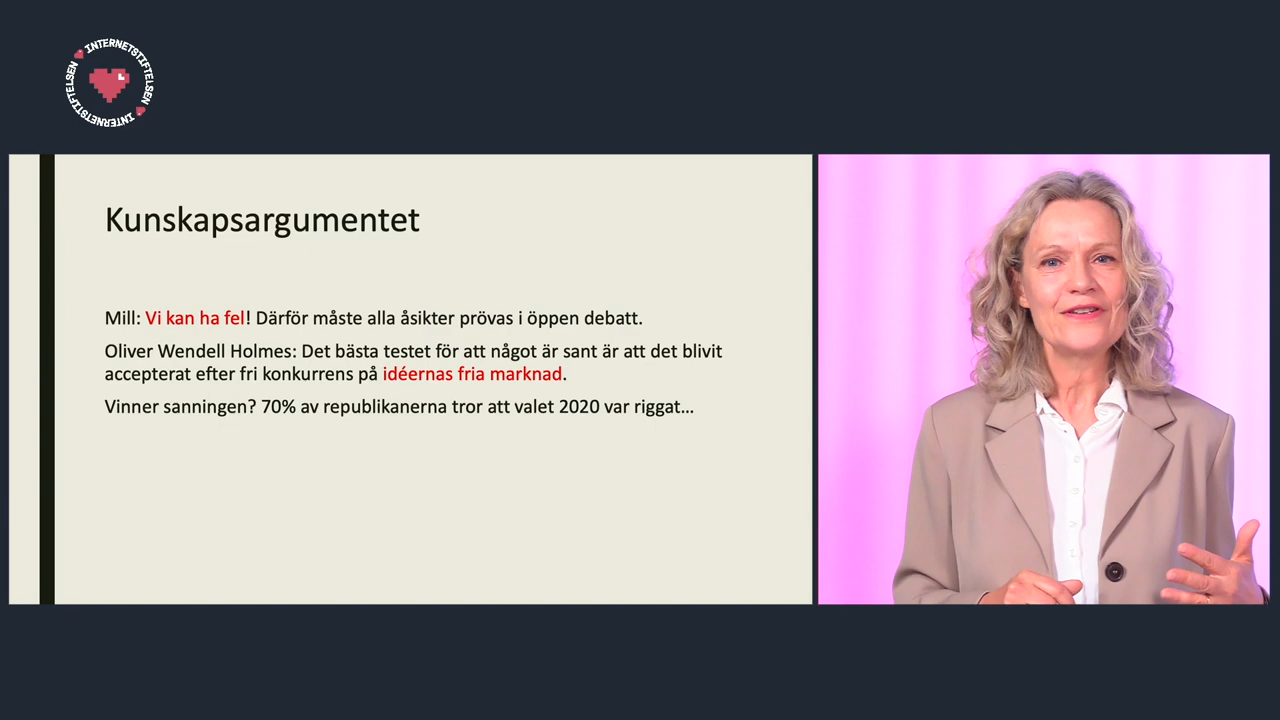 INTERNETSTIFTELSEN
INTERNETSTIFTELSEN
Kunskapsargumentet
Mill: Vi kan ha fel! Därför måste alla åsikter prövas i öppen debatt.
Oliver Wendell Holmes: Det bästa testet för att något är sant är att det blivit
accepterat efter fri konkurrens på idéernas fria marknad.
Vinner sanningen? 70% av republikanerna tror att valet 2020 var riggat...